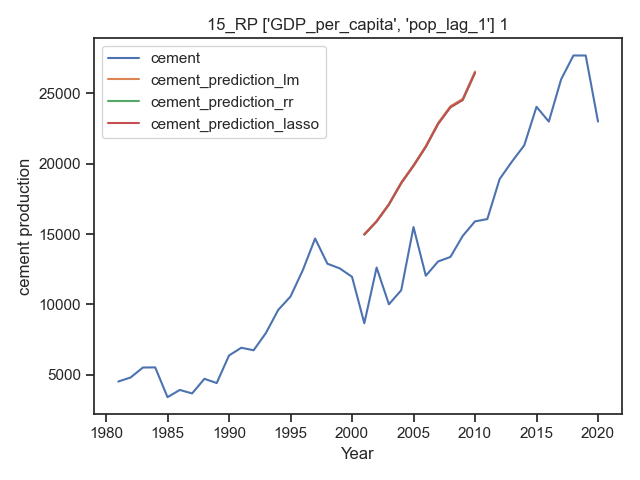 15_RP ['GDP_per_capita', 'pop_lag_1'] 1
cement
cement_prediction_lm
cement_prediction_rr
cement_prediction_lasso
25000
20000
15000
10000
5000
cement production
1980 1985 1990 1995 2000 2005 2010 2015 2020
Year